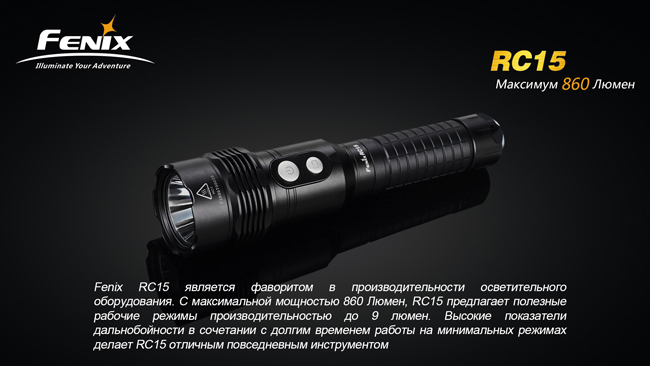 FENIX
Illuminate Your Adventure
RC15
Максимум 860 Люмен
Fenix RC15
Fenix RC15 является фаворитом в производительности осветительного
оборудования. С максимальной мощностью 860 Люмен, RC15 предлагает полезные
рабочие режимы производительностью до 9 люмен. Высокие показатели
дальнобойности в сочетании с долгим временем работы на минимальных режимах
делает RC15 отличным повседневным инструментом